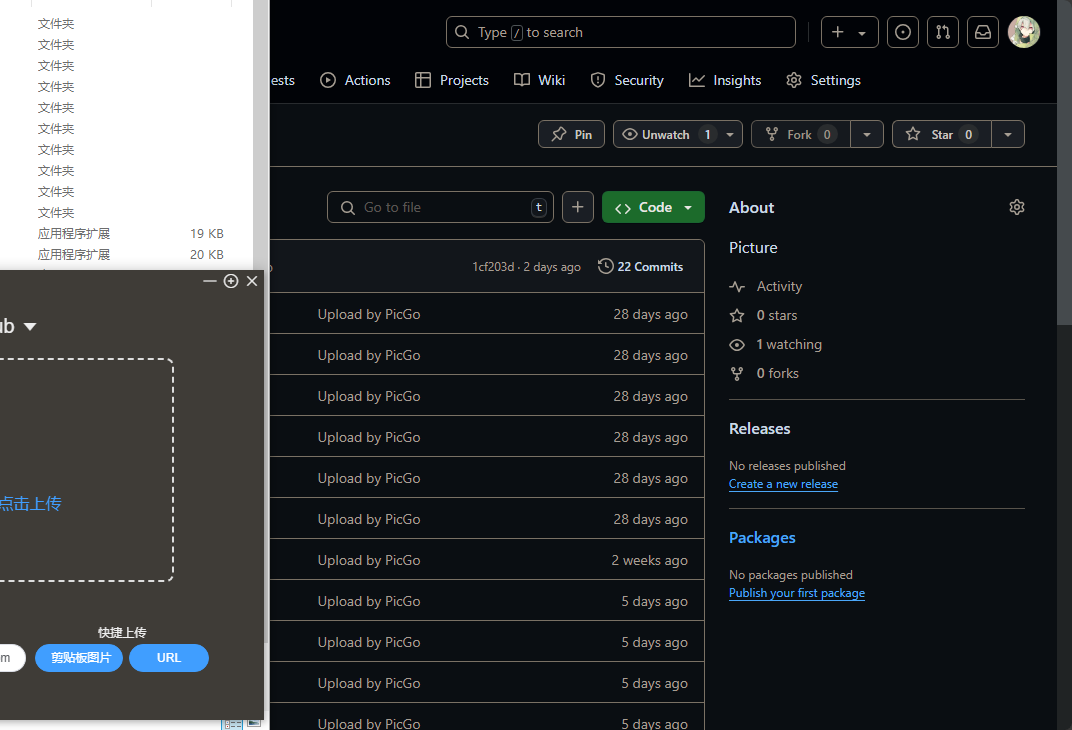 文件夹
文件夹
文件夹
文件夹
文件夹
文件夹
文件夹
文件夹
文件夹
文件夹
应用程序扩展 19 KB
应用程序扩展 20 KB
ub
点击上传
快捷上传
m 剪贴板图片 URL
Type / to search
ests Actions Projects Wiki Security Insights Settings
Pin Unwatch 1 Fork 0 Star 0
Go to file t + Code
1cf203d · 2 days ago 22 Commits
Upload by PicGo 28 days ago
Upload by PicGo 28 days ago
Upload by PicGo 28 days ago
Upload by PicGo 28 days ago
Upload by PicGo 28 days ago
Upload by PicGo 28 days ago
Upload by PicGo 2 weeks ago
Upload by PicGo 5 days ago
Upload by PicGo 5 days ago
Upload by PicGo 5 days ago
Upload by PicGo 5 days ago
About
Picture
Activity
0 stars
1 watching
0 forks
Releases
No releases published
Create a new release
Packages
No packages published
Publish your first package